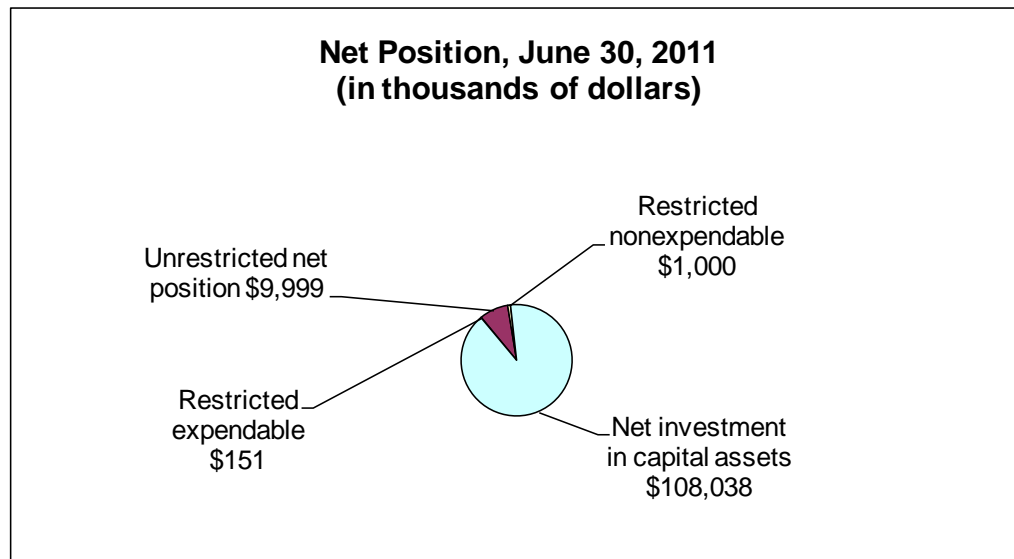 Net Position, June 30, 2011
(in thousands of dollars)
Restricted
nonexpendable
$1,000
Unrestricted net
position $9,999
Restricted
expendable
$151
Net investment
in capital assets
$108,038